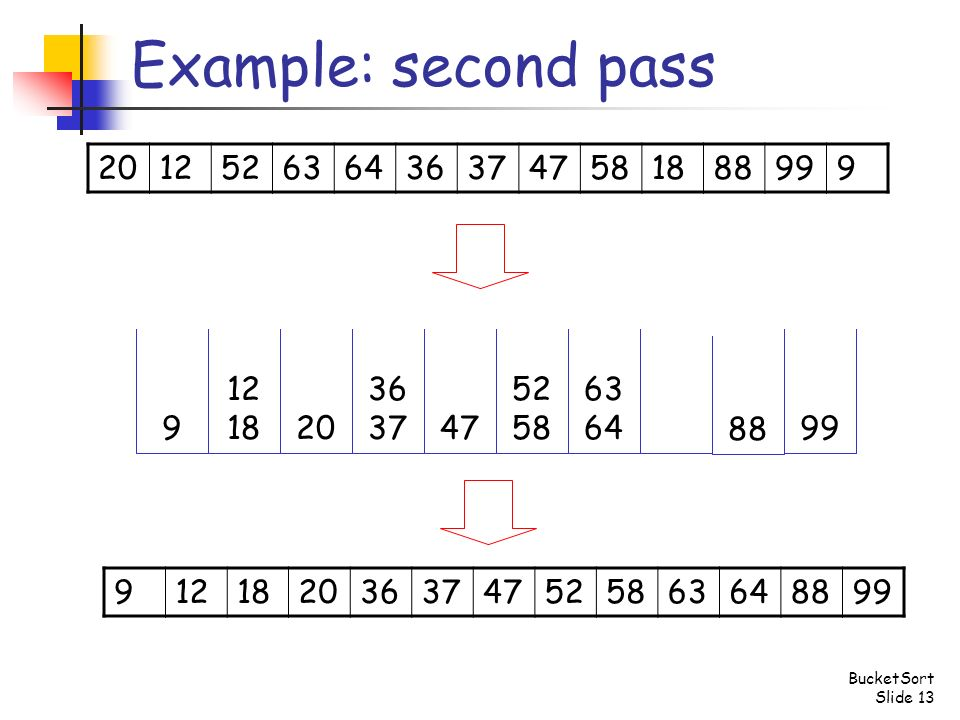 Example: second pass
20 12 52 63 64 36 37 47 58 18 88 99 9
12 36 52 63
9 18 20 37 47 58 64 88 99
9 12 18 20 36 37 47 52 58 63 64 88 99
BucketSort
Slide 13